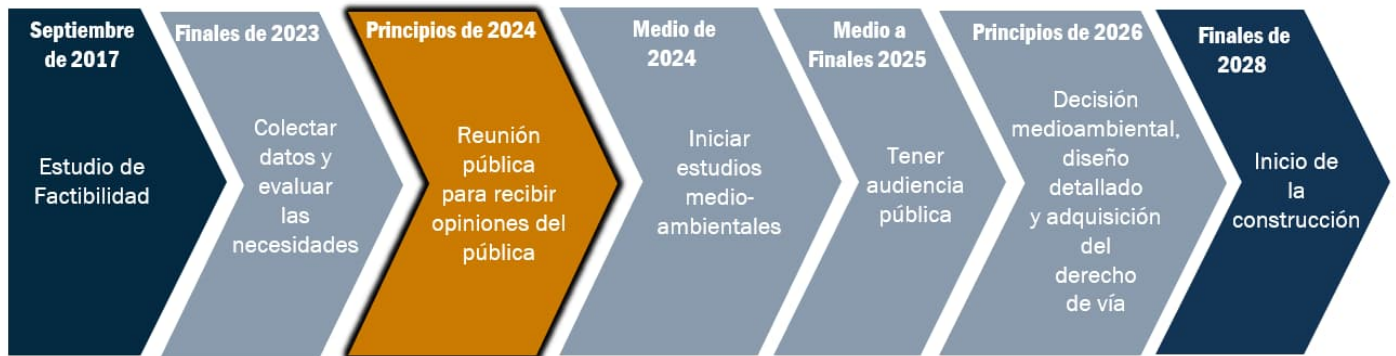 Septiembre
de 2017
Estudio de
Factibilidad
Finales de 2023
Colectar
datos y
evaluar
las
necesidades
Principios de 2024
Reunión
pública
para recibir
opiniones del
pública
Medio de
2024
Iniciar
estudios
medio-
ambientales
Medio a
Finales 2025
Tener
audiencia
pública
Principios de 2026
Decisión
medioambiental,
diseño
detallado
y adquisición
del
derecho
de vía
Finales de
2028
Inicio de
la
construcción